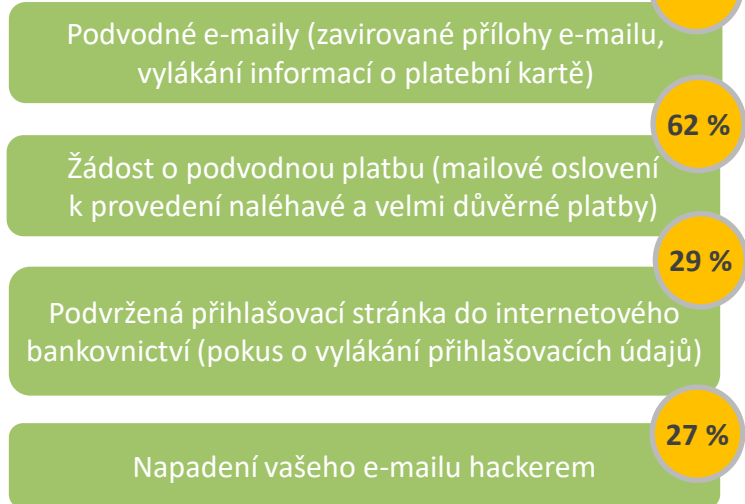 Podvodné e-maily (zavirované přílohy e-mailu,
vylákání informací o platební kartě)
62 %
Žádost o podvodnou platbu (mailové oslovení
k provedení naléhavé a velmi důvěrné platby)
29 %
Podvržená přihlašovací stránka do internetového
bankovnictví (pokus o vylákání přihlašovacích údajů)
27 %
Napadení vašeho e-mailu hackerem